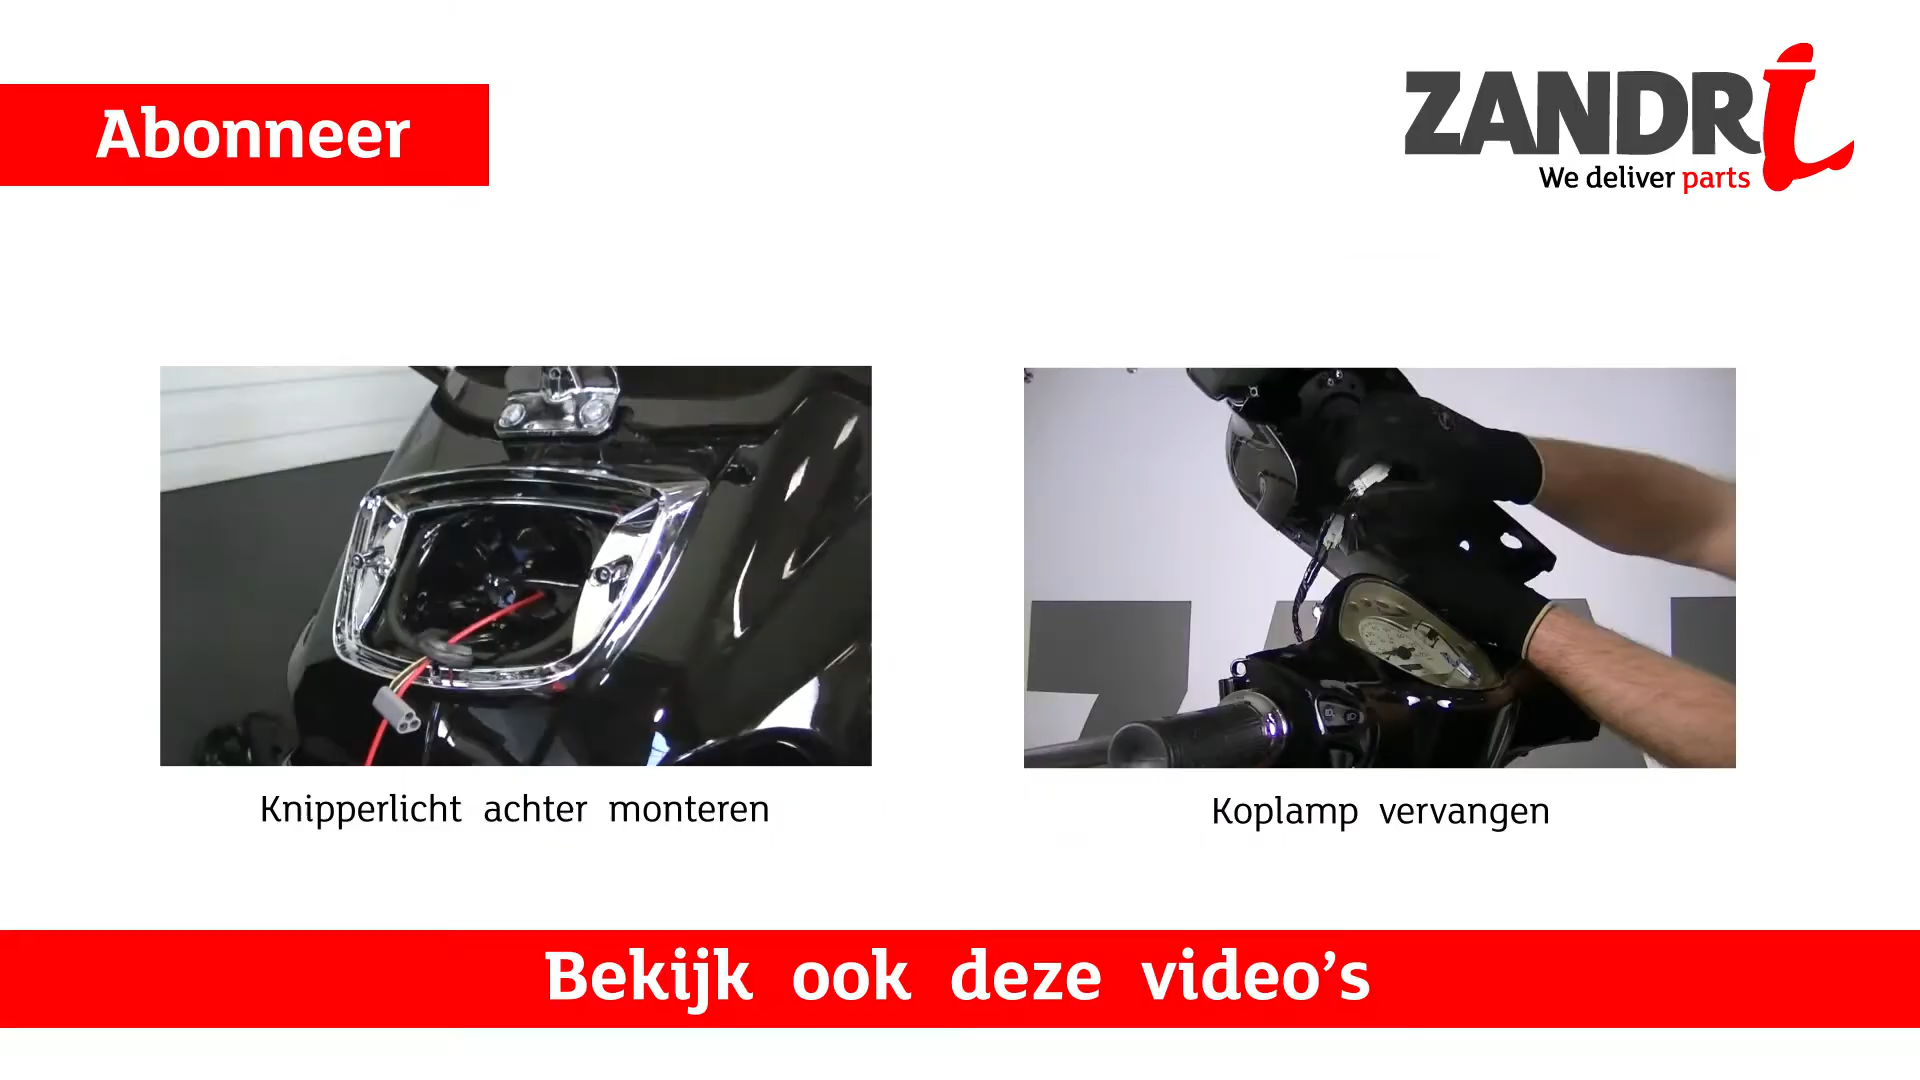 Abonneer
ZANDRi
We deliver parts
Knipperlicht achter monteren
Koplamp vervangen
Bekijk ook deze video's